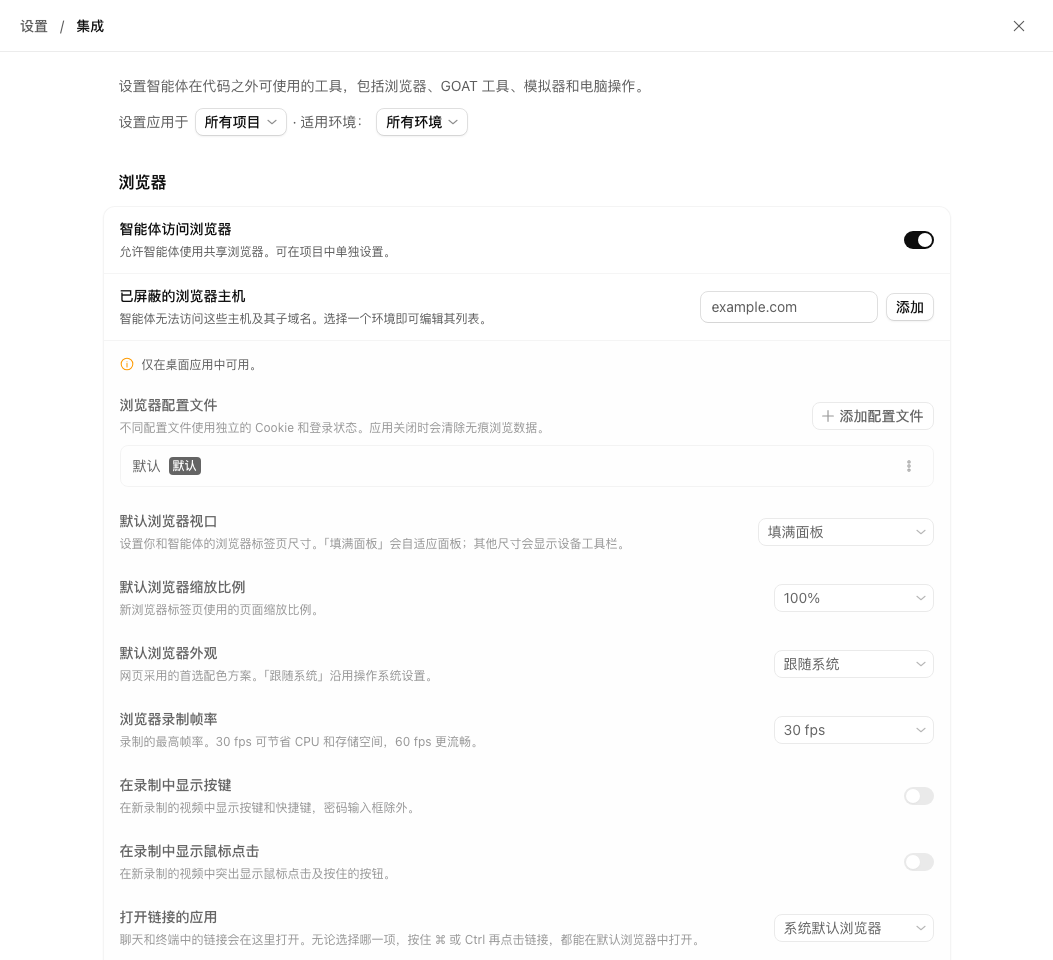 设置 / 集成
设置智能体在代码之外可使用的工具，包括浏览器、GOAT 工具、模拟器和电脑操作。
设置应用于 所有项目 · 适用环境： 所有环境
浏览器
智能体访问浏览器
允许智能体使用共享浏览器。可在项目中单独设置。
已屏蔽的浏览器主机
智能体无法访问这些主机及其子域名。选择一个环境即可编辑其列表。
example.com 添加
仅在桌面应用中可用。
浏览器配置文件
不同配置文件使用独立的 Cookie 和登录状态。应用关闭时会清除无痕浏览数据。
添加配置文件
默认 默认
默认浏览器视口
设置你和智能体的浏览器标签页尺寸。「填满面板」会自适应面板；其他尺寸会显示设备工具栏。
填满面板
默认浏览器缩放比例
新浏览器标签页使用的页面缩放比例。
100%
默认浏览器外观
网页采用的首选配色方案。「跟随系统」沿用操作系统设置。
跟随系统
浏览器录制帧率
录制的最高帧率。30 fps 可节省 CPU 和存储空间，60 fps 更流畅。
30 fps
在录制中显示按键
在新录制的视频中显示按键和快捷键，密码输入框除外。
在录制中显示鼠标点击
在新录制的视频中突出显示鼠标点击及按住的按钮。
打开链接的应用
聊天和终端中的链接会在这里打开。无论选择哪一项，按住 ⌘ 或 Ctrl 再点击链接，都能在默认浏览器中打开。
系统默认浏览器